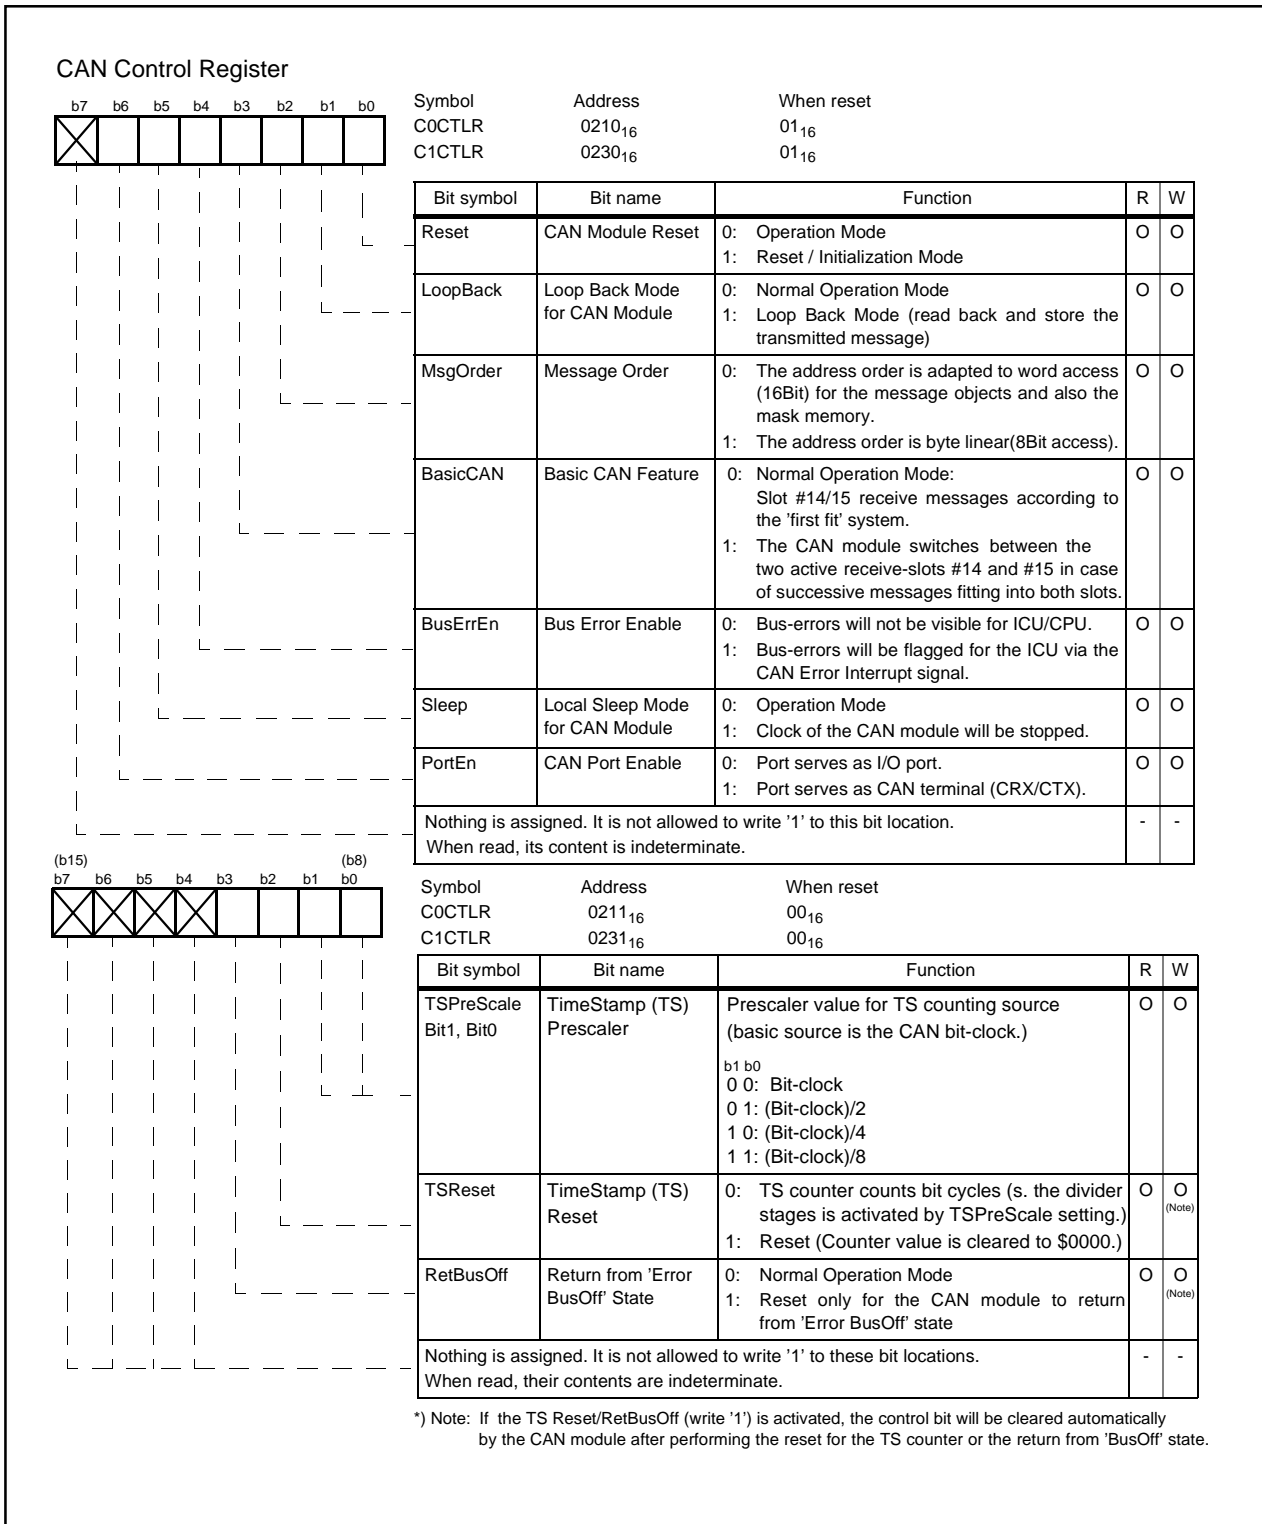 CAN Control Register
b7 b6 b5 b4 b3 b2 b1 b0
Symbol Address When reset
C0CTLR 0210₁₆ 01₁₆
C1CTLR 0230₁₆ 01₁₆
Bit symbol Bit name Function R W
Reset CAN Module Reset 0: Operation Mode O O
1: Reset / Initialization Mode
LoopBack Loop Back Mode 0: Normal Operation Mode O O
for CAN Module 1: Loop Back Mode (read back and store the
transmitted message)
MsgOrder Message Order 0: The address order is adapted to word access O O
(16Bit) for the message objects and also the
mask memory.
1: The address order is byte linear(8Bit access).
BasicCAN Basic CAN Feature 0: Normal Operation Mode: O O
Slot #14/15 receive messages according to
the 'first fit' system.
1: The CAN module switches between the
two active receive-slots #14 and #15 in case
of successive messages fitting into both slots.
BusErrEn Bus Error Enable 0: Bus-errors will not be visible for ICU/CPU. O O
1: Bus-errors will be flagged for the ICU via the
CAN Error Interrupt signal.
Sleep Local Sleep Mode 0: Operation Mode O O
for CAN Module 1: Clock of the CAN module will be stopped.
PortEn CAN Port Enable 0: Port serves as I/O port. O O
1: Port serves as CAN terminal (CRX/CTX).
Nothing is assigned. It is not allowed to write '1' to this bit location. - -
When read, its content is indeterminate.
(b15) (b8)
b7 b6 b5 b4 b3 b2 b1 b0
Symbol Address When reset
C0CTLR 0211₁₆ 00₁₆
C1CTLR 0231₁₆ 00₁₆
Bit symbol Bit name Function R W
TSPreScale TimeStamp (TS) Prescaler value for TS counting source O O
Bit1, Bit0 Prescaler (basic source is the CAN bit-clock.)
b1 b0
0 0: Bit-clock
0 1: (Bit-clock)/2
1 0: (Bit-clock)/4
1 1: (Bit-clock)/8
TSReset TimeStamp (TS) 0: TS counter counts bit cycles (s. the divider O O
Reset stages is activated by TSPreScale setting.) (Note)
1: Reset (Counter value is cleared to $0000.)
RetBusOff Return from 'Error 0: Normal Operation Mode O O
BusOff' State 1: Reset only for the CAN module to return (Note)
from 'Error BusOff' state
Nothing is assigned. It is not allowed to write '1' to these bit locations. - -
When read, their contents are indeterminate.
*) Note: If the TS Reset/RetBusOff (write '1') is activated, the control bit will be cleared automatically
by the CAN module after performing the reset for the TS counter or the return from 'BusOff' state.